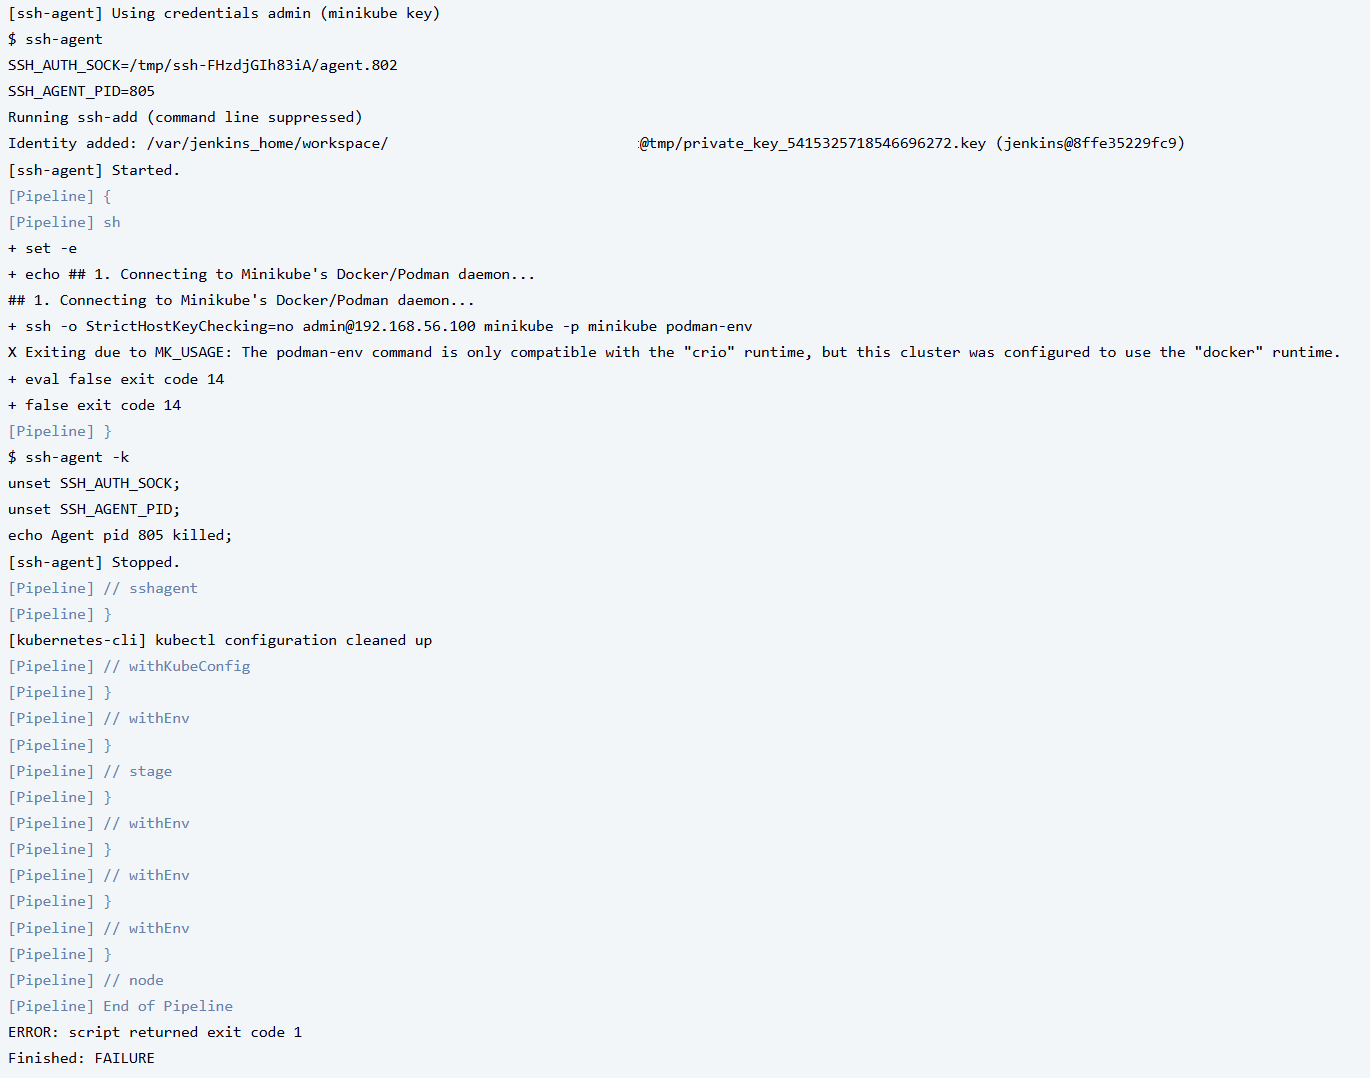 [ssh-agent] Using credentials admin (minikube key)
$ ssh-agent
SSH_AUTH_SOCK=/tmp/ssh-FHzdjGIh83iA/agent.802
SSH_AGENT_PID=805
Running ssh-add (command line suppressed)
Identity added: /var/jenkins_home/workspace/ :@tmp/private_key_5415325718546696272.key (jenkins@8ffe35229fc9)
[ssh-agent] Started.
[Pipeline] {
[Pipeline] sh
+ set -e
+ echo ## 1. Connecting to Minikube's Docker/Podman daemon...
## 1. Connecting to Minikube's Docker/Podman daemon...
+ ssh -o StrictHostKeyChecking=no admin@192.168.56.100 minikube -p minikube podman-env
X Exiting due to MK_USAGE: The podman-env command is only compatible with the "crio" runtime, but this cluster was configured to use the "docker" runtime.
+ eval false exit code 14
+ false exit code 14
[Pipeline] }
$ ssh-agent -k
unset SSH_AUTH_SOCK;
unset SSH_AGENT_PID;
echo Agent pid 805 killed;
[ssh-agent] Stopped.
[Pipeline] // sshagent
[Pipeline] }
[kubernetes-cli] kubectl configuration cleaned up
[Pipeline] // withKubeConfig
[Pipeline] }
[Pipeline] // withEnv
[Pipeline] }
[Pipeline] // stage
[Pipeline] }
[Pipeline] // withEnv
[Pipeline] }
[Pipeline] // withEnv
[Pipeline] }
[Pipeline] // withEnv
[Pipeline] }
[Pipeline] // node
[Pipeline] End of Pipeline
ERROR: script returned exit code 1
Finished: FAILURE